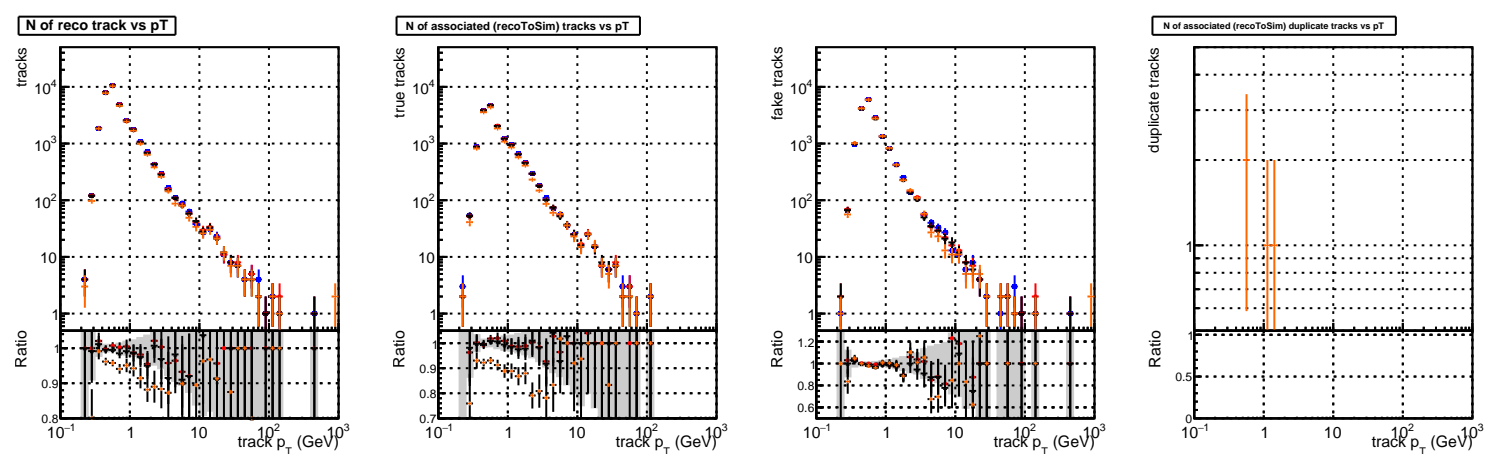 N of reco track vs pT
tracks
10^4
10^3
10^2
10
1
Ratio
1
0.9
0.8
10^−1 1 10 10^2 10^3
track p_T (GeV)
N of associated (recoToSim) tracks vs pT
true tracks
10^4
10^3
10^2
10
1
Ratio
1
0.9
0.8
0.7
10^−1 1 10 10^2 10^3
track p_T (GeV)
fake tracks
10^4
10^3
10^2
10
1
Ratio
1.2
1
0.8
0.6
10^−1 1 10 10^2 10^3
track p_T (GeV)
N of associated (recoToSim) duplicate tracks vs pT
duplicate tracks
1
Ratio
1
0.5
0
10^−1 1 10 10^2 10^3
track p_T (GeV)